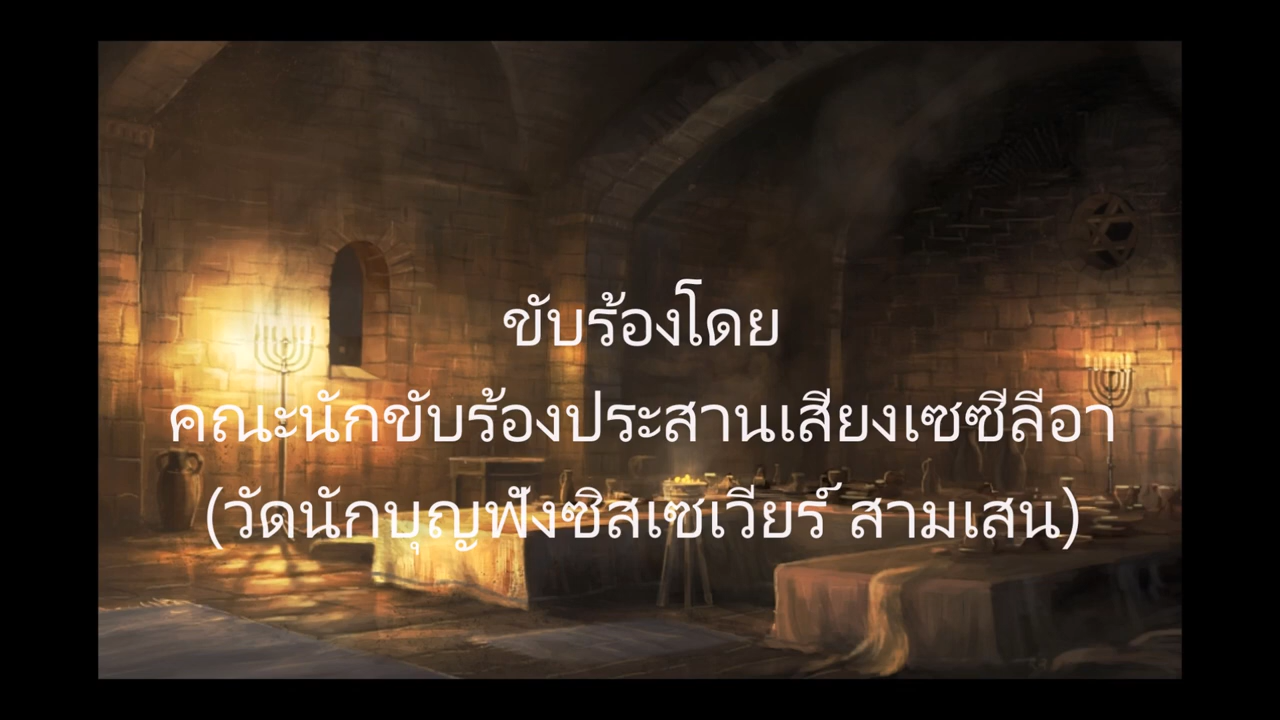 ขับร้องโดย
คณะนักขับร้องประสานเสียงเซซีลีอา
(วัดนักบุญฟังซิสเซเวียร์ สามเสน)